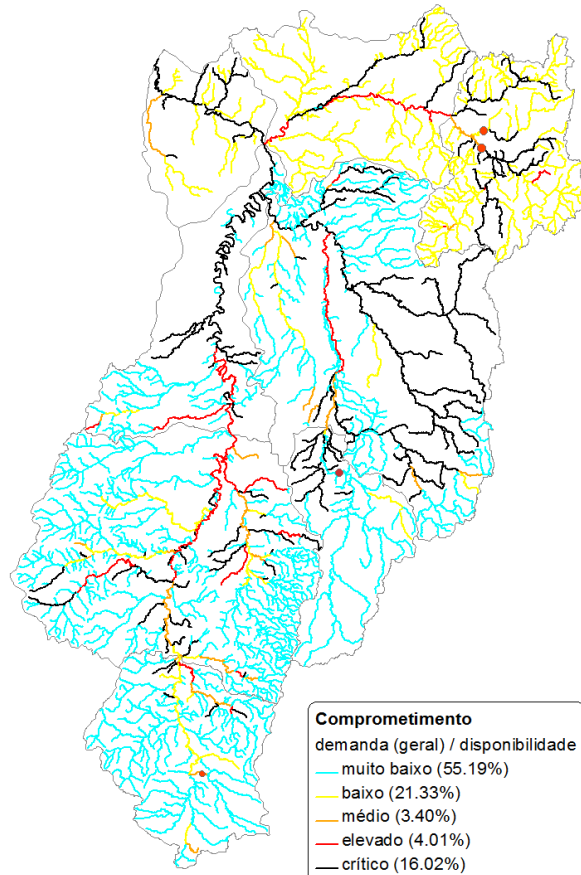 Comprometimento
demanda (geral) / disponibilidade
muito baixo (55.19%)
baixo (21.33%)
médio (3.40%)
elevado (4.01%)
crítico (16.02%)